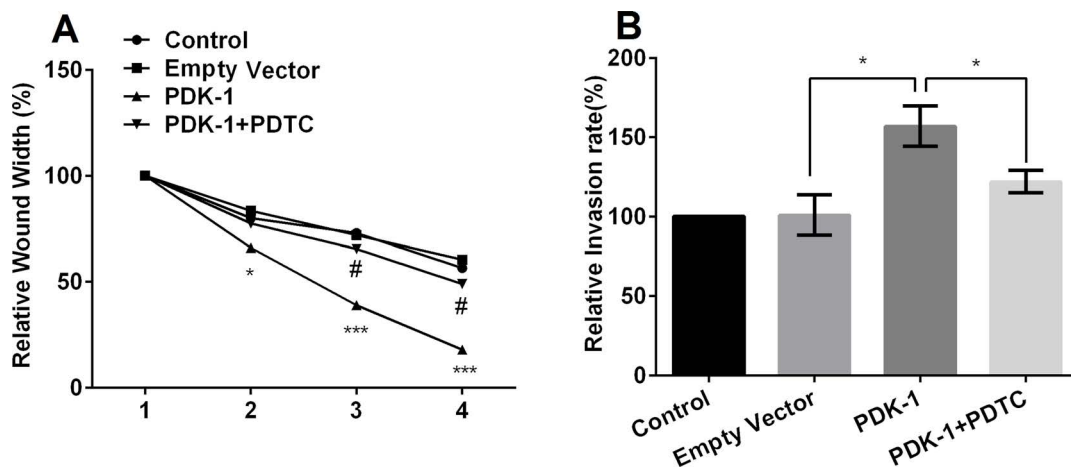 A
Control
Empty Vector
PDK-1
PDK-1+PDTC
Relative Wound Width (%)
150
100
50
0
*
#
***
#
***
1 2 3 4
B
Relative Invasion rate(%)
200
150
100
50
0
* *
Control
Empty Vector
PDK-1
PDK-1+PDTC